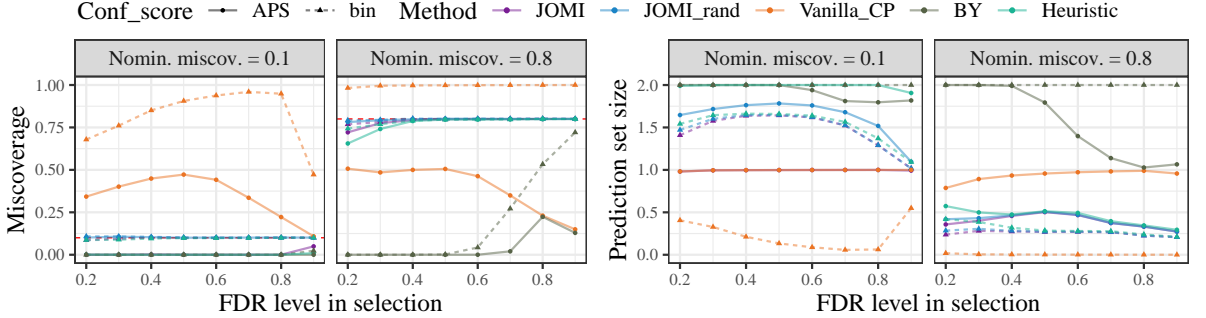 Conf_score APS bin Method JOMI JOMI_rand Vanilla_CP BY Heuristic
Nomin. miscov. = 0.1 Nomin. miscov. = 0.8 Nomin. miscov. = 0.1 Nomin. miscov. = 0.8
Miscoverage
1.00
0.75
0.50
0.25
0.00
0.2 0.4 0.6 0.8 0.2 0.4 0.6 0.8
FDR level in selection
Prediction set size
2.0
1.5
1.0
0.5
0.0
0.2 0.4 0.6 0.8 0.2 0.4 0.6 0.8
FDR level in selection